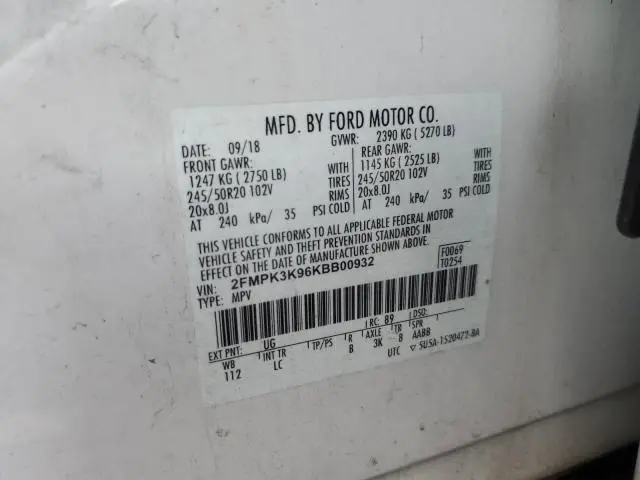 MFD. BY FORD MOTOR CO.
DATE: 09/18 GVWR: 2390 KG ( 5270 LB)
FRONT GAWR: REAR GAWR:
1247 KG ( 2750 LB) WITH 1145 KG ( 2525 LB) WITH
245/50R20 102V TIRES 245/50R20 102V TIRES
20x8.0J RIMS 20x8.0J RIMS
AT 240 kPa/ 35 PSI COLD AT 240 kPa/ 35 PSI COLD
THIS VEHICLE CONFORMS TO ALL APPLICABLE FEDERAL MOTOR
VEHICLE SAFETY AND THEFT PREVENTION STANDARDS IN
EFFECT ON THE DATE OF MANUFACTURE SHOWN ABOVE.
VIN: 2FMPK3K96KBB00932 F0069
TYPE: MPV T0254
EXT PNT: UG RC: 89 DSO:
WB INT TR TP/PS R AXLE TR SPR
112 LC B 3K 8 AABB
UTC ▽ 5U5A-1520472-BA